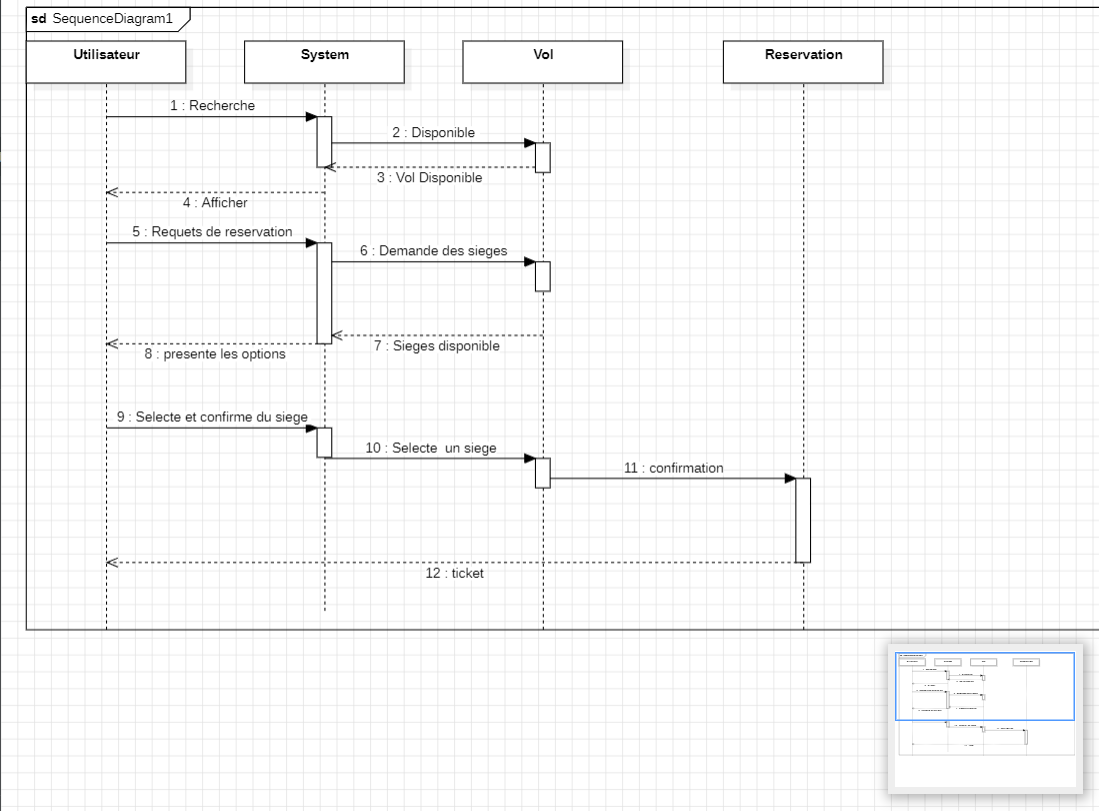 sd SequenceDiagram1
Utilisateur
System
Vol
Reservation
1 : Recherche
2 : Disponible
3 : Vol Disponible
4 : Afficher
5 : Requets de reservation
6 : Demande des sieges
7 : Sieges disponible
8 : presente les options
9 : Selecte et confirme du siege
10 : Selecte  un siege
11 : confirmation
12 : ticket